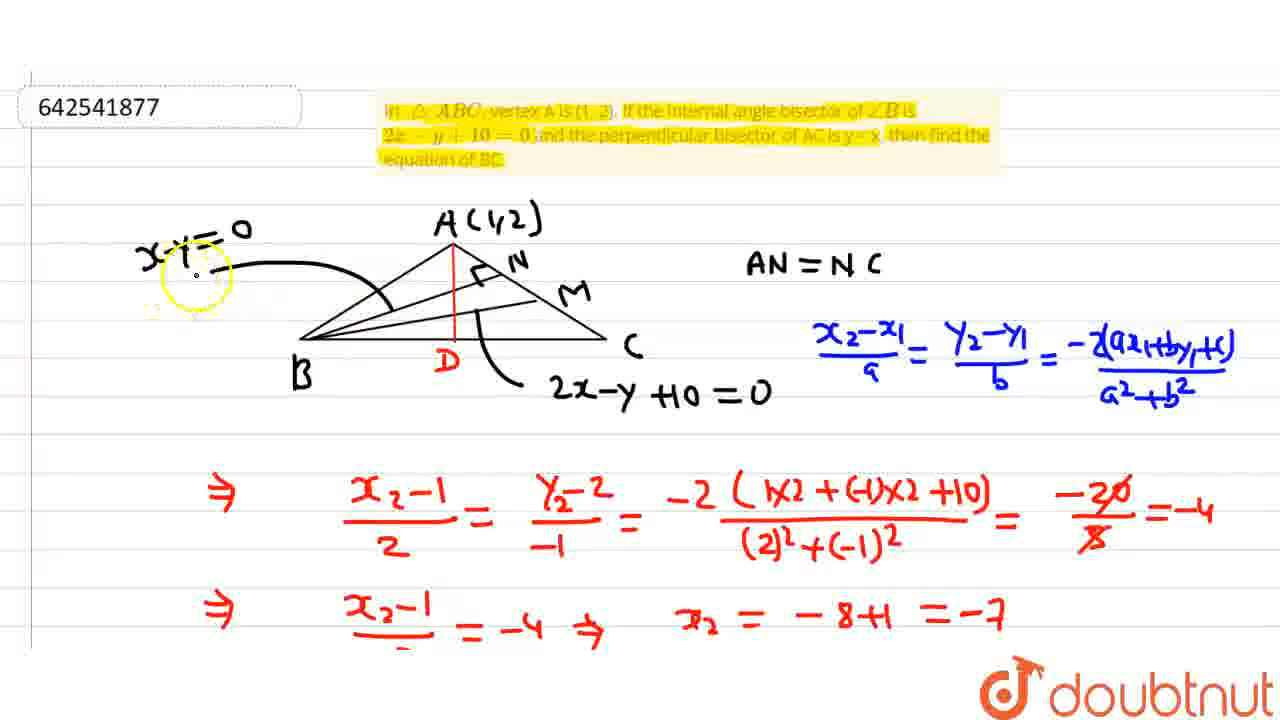 642541877
In △ ABC, vertex A is (1, 2). If the internal angle bisector of ∠B is
2x - y + 10 = 0 and the perpendicular bisector of AC is y = x, then find the
equation of BC
A (1,2)
x-y = 0
N
AN = NC
M
B
D
C
2x-y+10 = 0
x₂-x₁/a = y₂-y₁/b = -2(ax₁+by₁+c)/a²+b²
⇒ x₂-1/2 = y₂-2/-1 = -2(1×2+(-1)×2+10)/(2)²+(-1)² = -20/5 = -4
⇒ x₂-1/2 = -4 ⇒ x₂ = -8+1 = -7
doubtnut